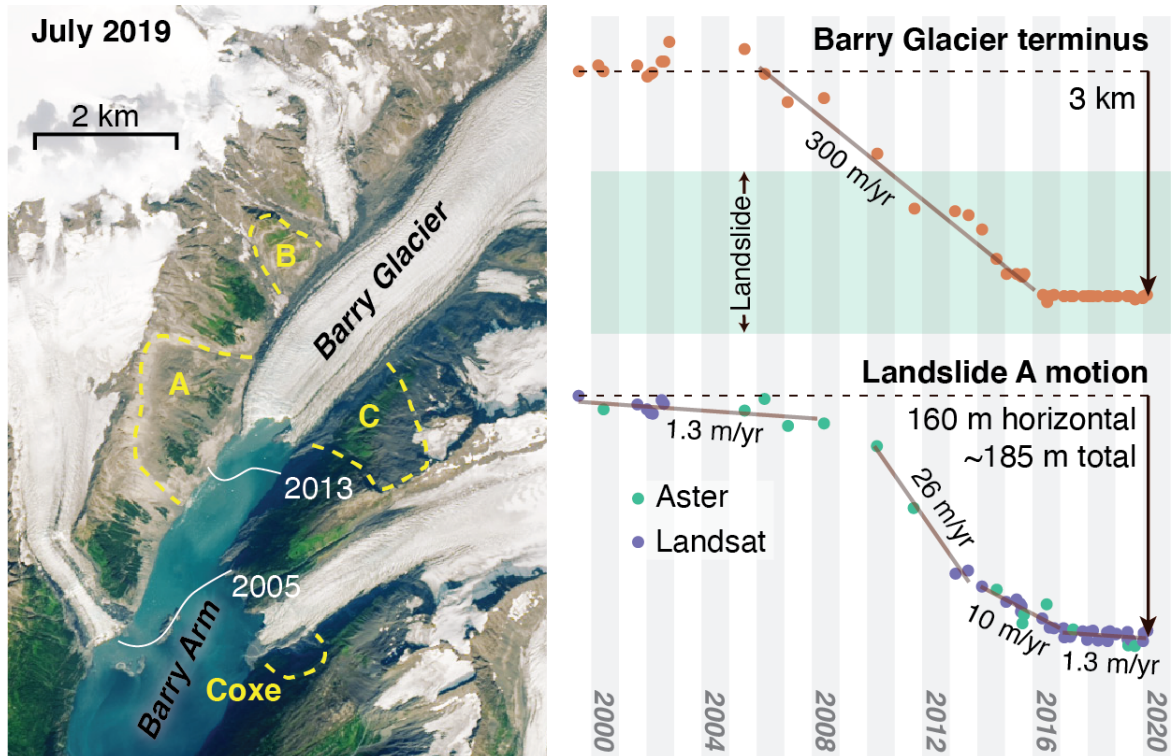 July 2019
2 km
B
Barry Glacier
A
C
2013
2005
Barry Arm
Coxe
Barry Glacier terminus
3 km
300 m/yr
Landslide
Landslide A motion
160 m horizontal
~185 m total
1.3 m/yr
26 m/yr
Aster
Landsat
10 m/yr
1.3 m/yr
2000
2004
2008
2012
2016
2020